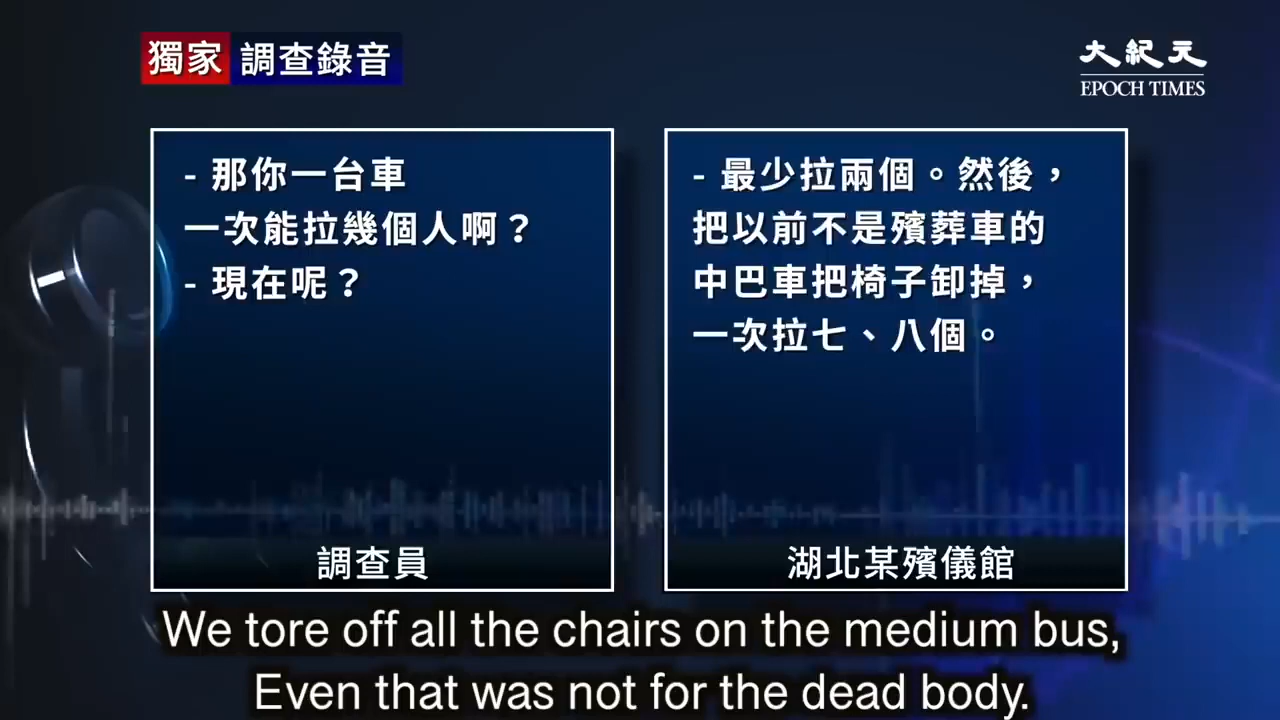 獨家 調查錄音
大紀元
EPOCH TIMES
- 那你一台車
一次能拉幾個人啊？
- 現在呢？
調查員
- 最少拉兩個。然後，
把以前不是殯葬車的
中巴車把椅子卸掉，
一次拉七、八個。
湖北某殯儀館
We tore off all the chairs on the medium bus,
Even that was not for the dead body.